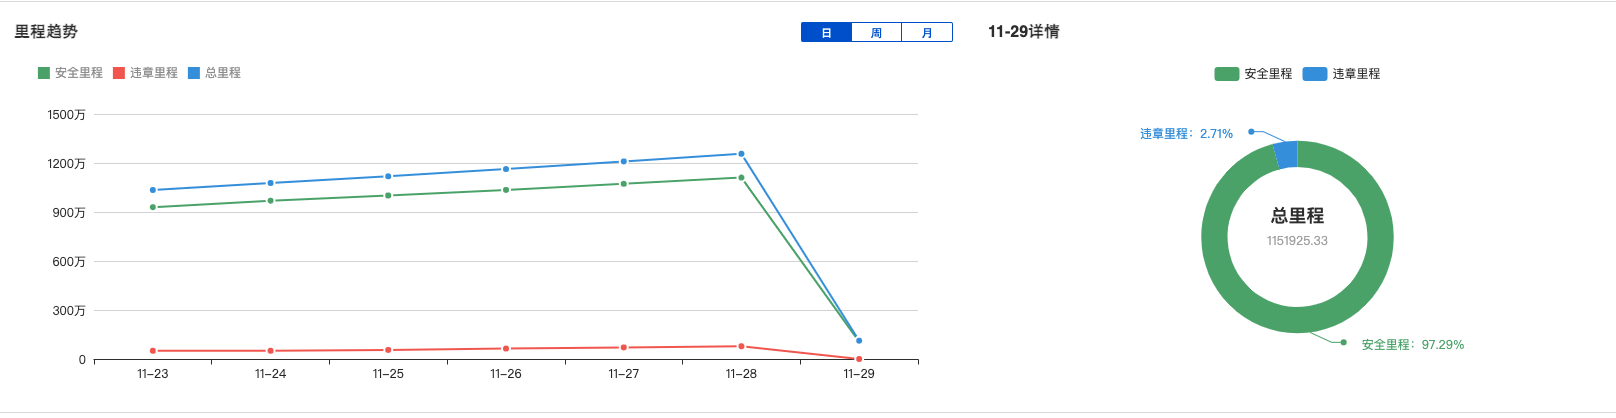 里程趋势
日 周 月
安全里程 违章里程 总里程
1500万
1200万
900万
600万
300万
0
11-23 11-24 11-25 11-26 11-27 11-28 11-29
11-29详情
安全里程 违章里程
违章里程：2.71%
总里程
1151925.33
安全里程：97.29%